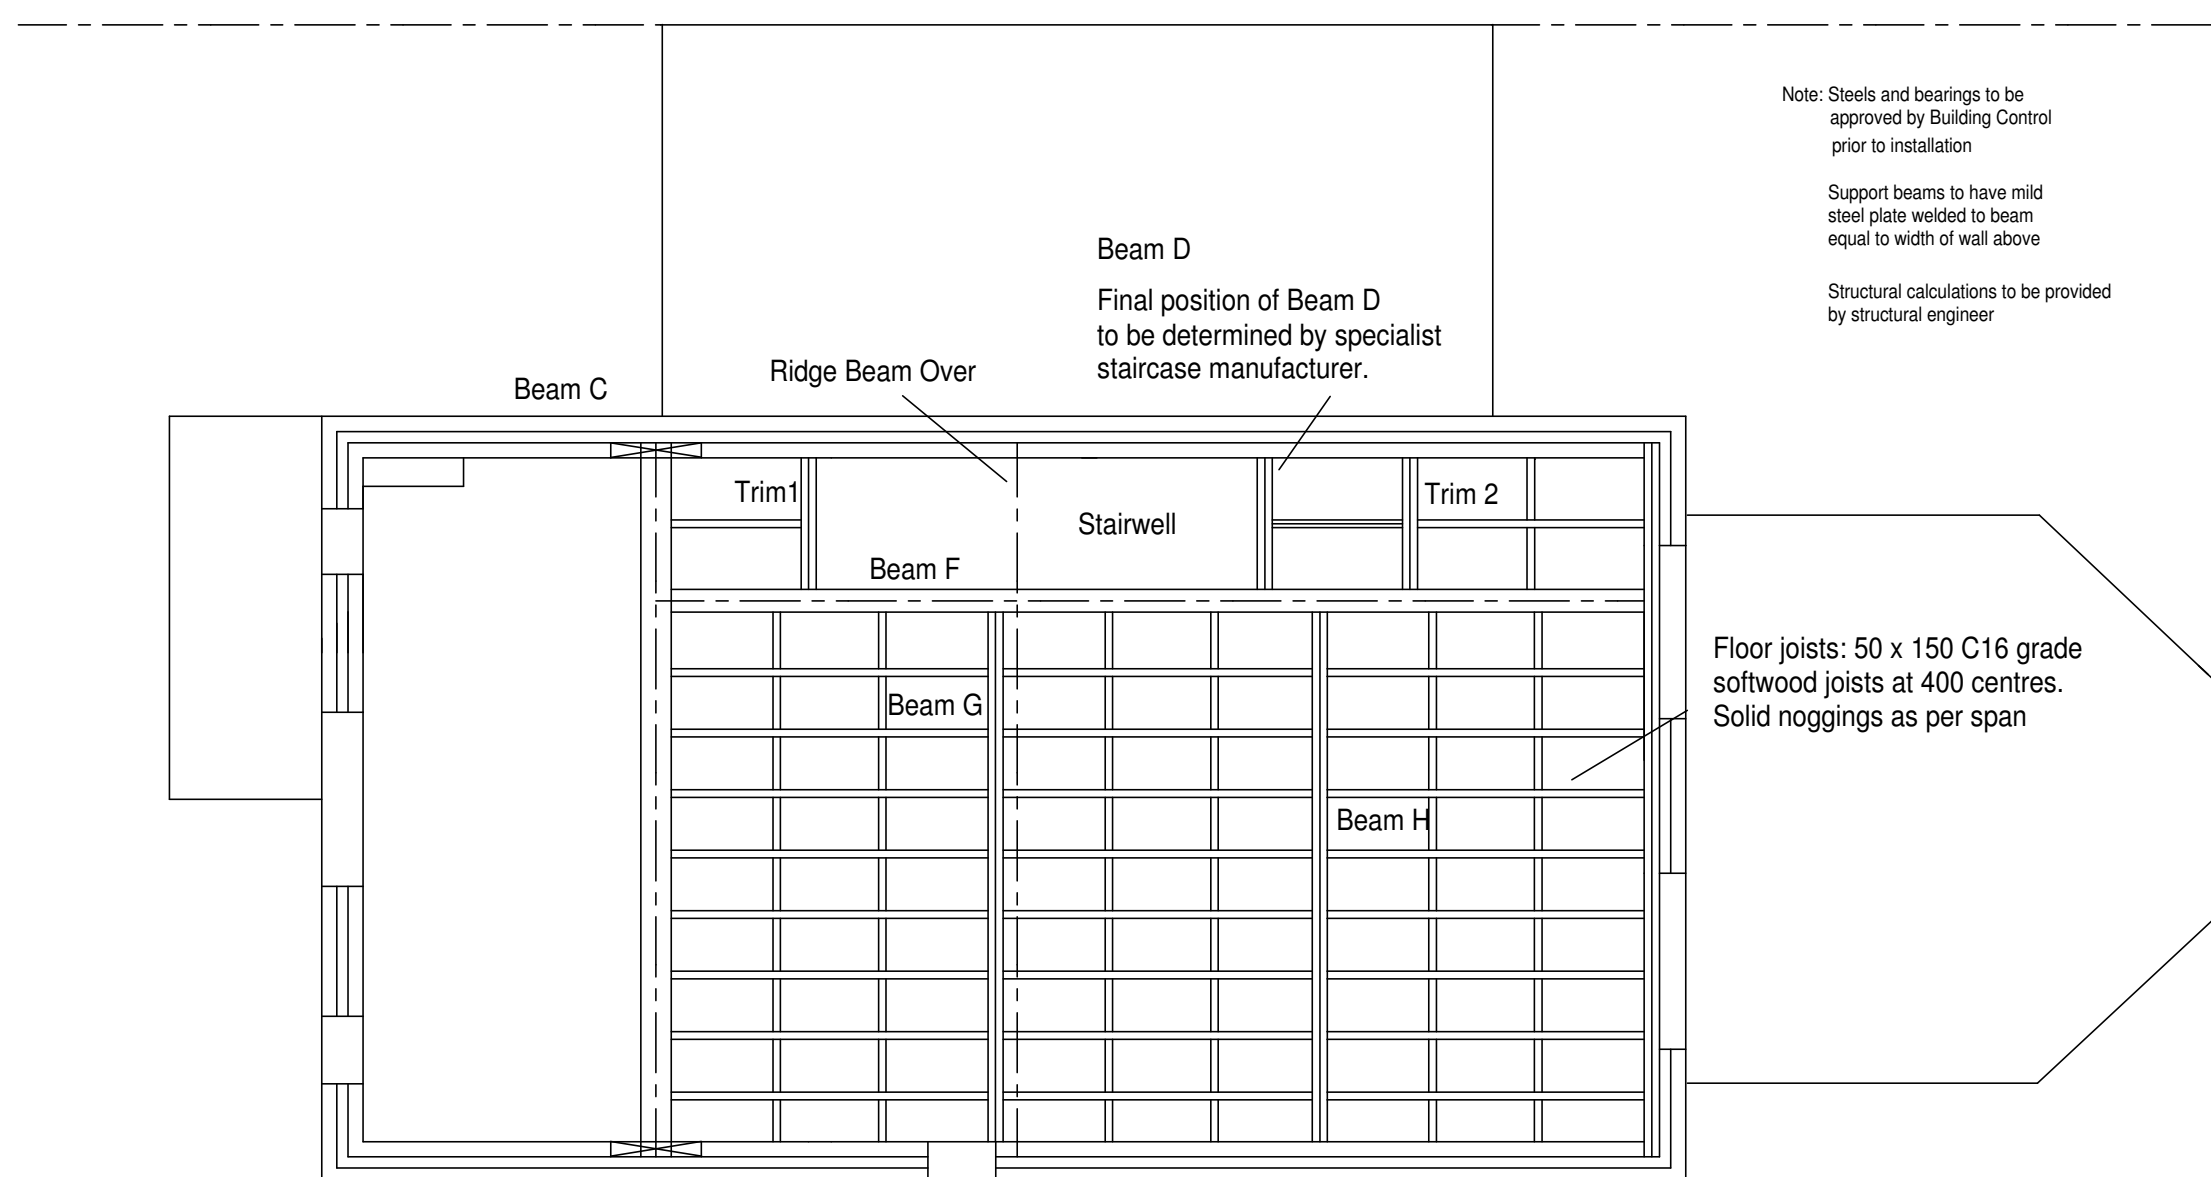 Note: Steels and bearings to be
approved by Building Control
prior to installation
Support beams to have mild
steel plate welded to beam
equal to width of wall above
Structural calculations to be provided
by structural engineer
Beam D
Final position of Beam D
to be determined by specialist
staircase manufacturer.
Ridge Beam Over
Beam C
Trim1
Trim 2
Stairwell
Beam F
Floor joists: 50 x 150 C16 grade
softwood joists at 400 centres.
Solid noggings as per span
Beam G
Beam H